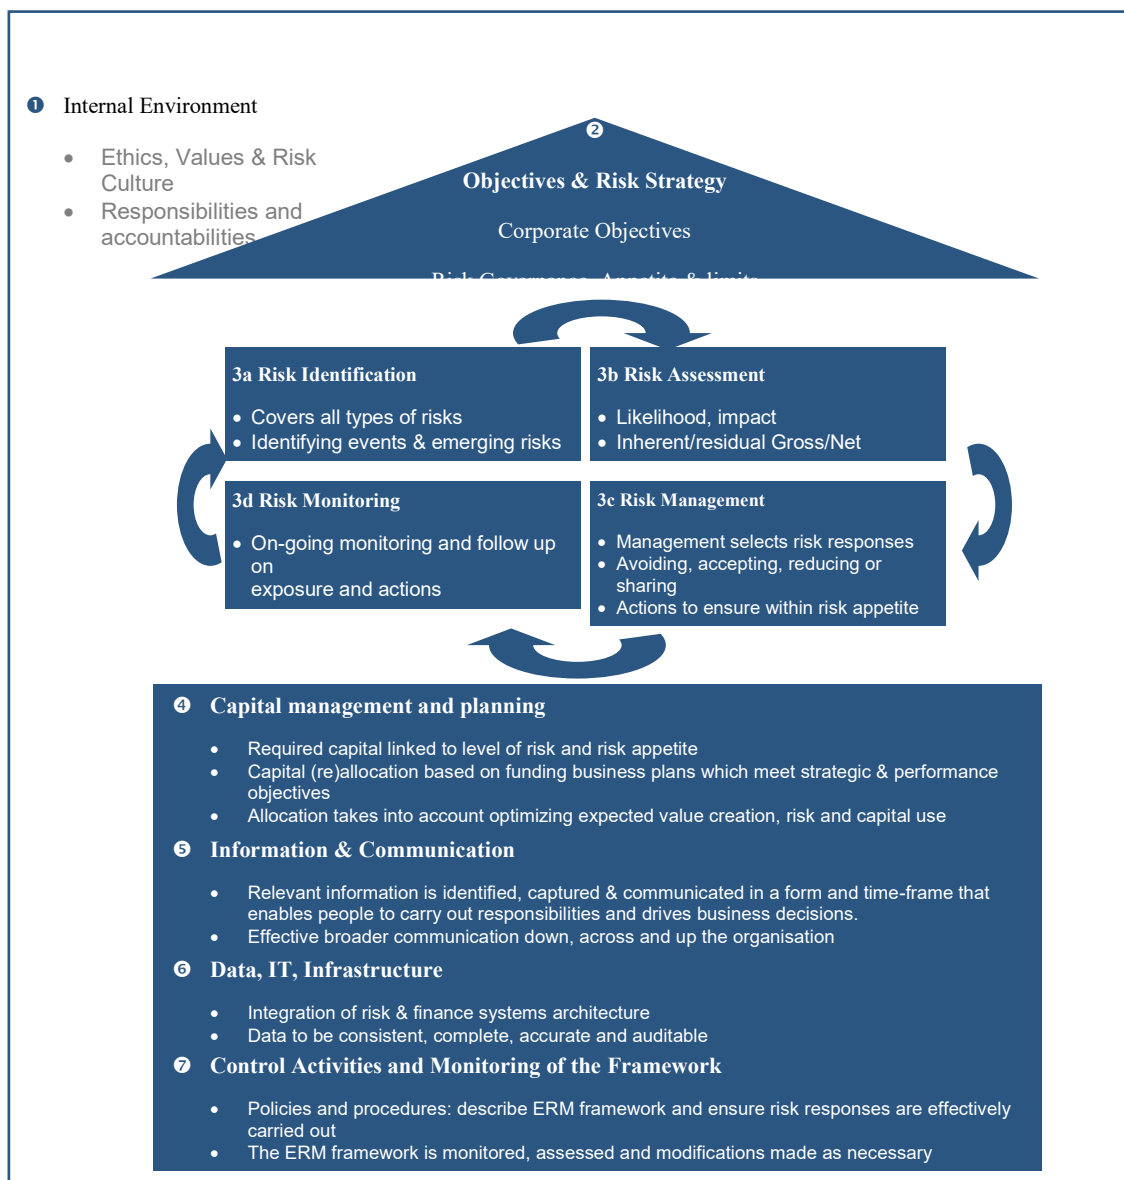 ❶ Internal Environment
• Ethics, Values & Risk
Culture
• Responsibilities and
accountabilities
❷
Objectives & Risk Strategy
Corporate Objectives
Risk Governance, Appetite & limits
3a Risk Identification
• Covers all types of risks
• Identifying events & emerging risks
3b Risk Assessment
• Likelihood, impact
• Inherent/residual Gross/Net
3d Risk Monitoring
• On-going monitoring and follow up
on
exposure and actions
3c Risk Management
• Management selects risk responses
• Avoiding, accepting, reducing or
sharing
• Actions to ensure within risk appetite
❹ Capital management and planning
• Required capital linked to level of risk and risk appetite
• Capital (re)allocation based on funding business plans which meet strategic & performance
objectives
• Allocation takes into account optimizing expected value creation, risk and capital use
❺ Information & Communication
• Relevant information is identified, captured & communicated in a form and time-frame that
enables people to carry out responsibilities and drives business decisions.
• Effective broader communication down, across and up the organisation
❻ Data, IT, Infrastructure
• Integration of risk & finance systems architecture
• Data to be consistent, complete, accurate and auditable
❼ Control Activities and Monitoring of the Framework
• Policies and procedures: describe ERM framework and ensure risk responses are effectively
carried out
• The ERM framework is monitored, assessed and modifications made as necessary